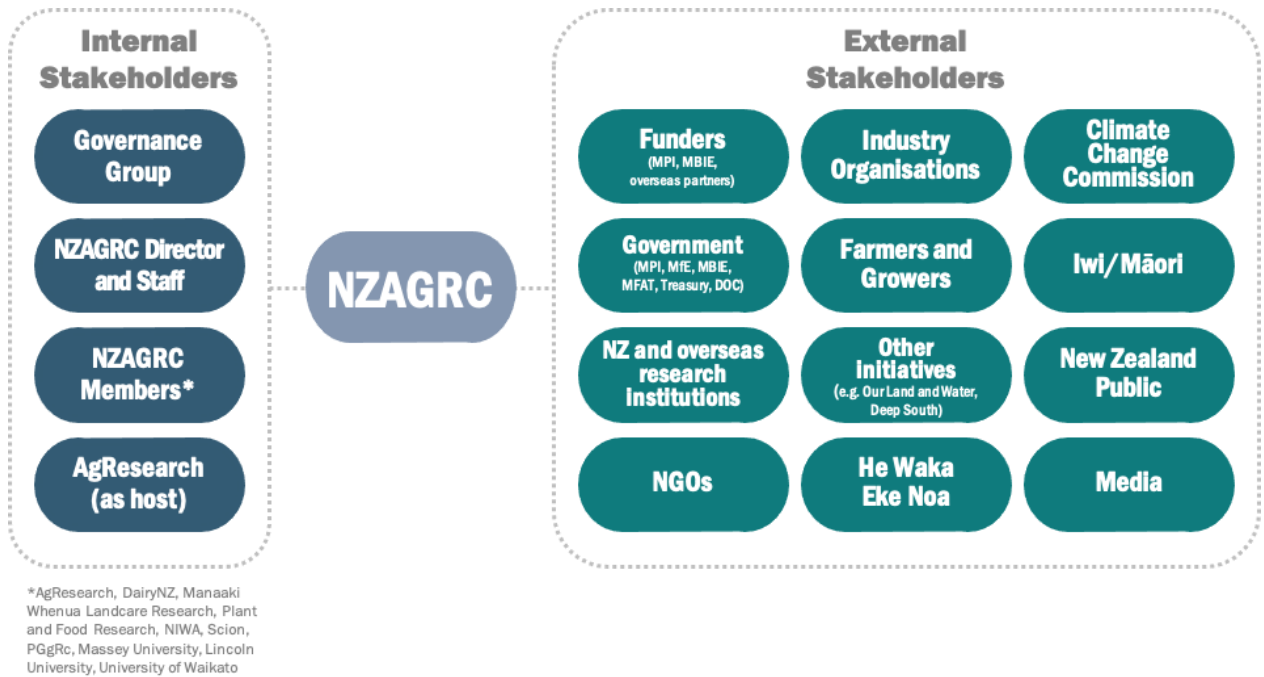 Internal
Stakeholders
Governance
Group
NZAGRC Director
and Staff
NZAGRC
Members*
AgResearch
(as host)
*AgResearch, DairyNZ, Manaaki
Whenua Landcare Research, Plant
and Food Research, NIWA, Scion,
PGgRc, Massey University, Lincoln
University, University of Waikato
NZAGRC
External
Stakeholders
Funders
(MPI, MBIE,
overseas partners)
Industry
Organisations
Climate
Change
Commission
Government
(MPI, MfE, MBIE,
MFAT, Treasury, DOC)
Farmers and
Growers
Iwi/Māori
NZ and overseas
research
institutions
Other
initiatives
(e.g. Our Land and Water,
Deep South)
New Zealand
Public
NGOs
He Waka
Eke Noa
Media